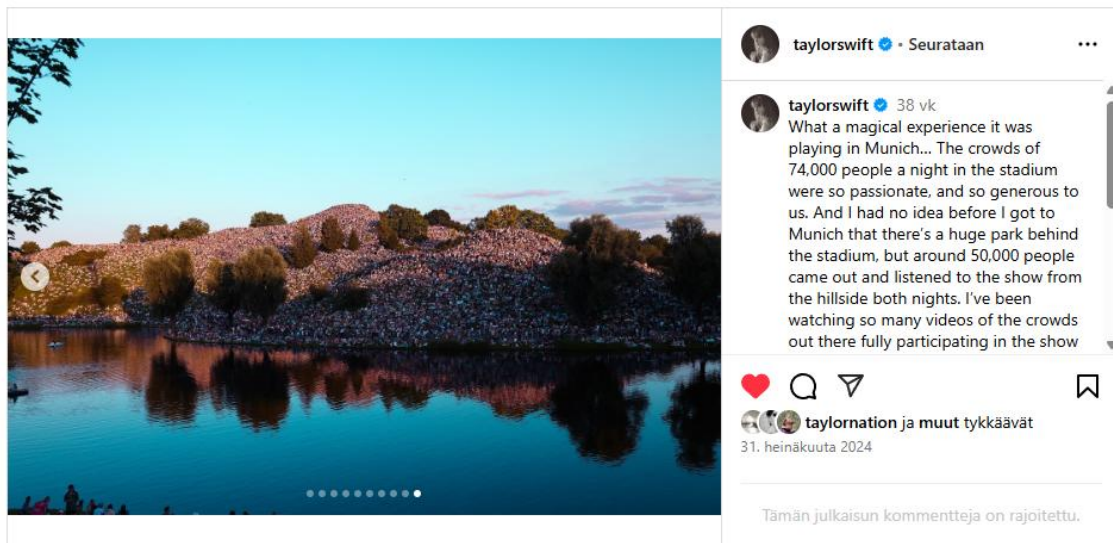 taylorswift • Seurataan
taylorswift 38 vk
What a magical experience it was
playing in Munich... The crowds of
74,000 people a night in the stadium
were so passionate, and so generous to
us. And I had no idea before I got to
Munich that there’s a huge park behind
the stadium, but around 50,000 people
came out and listened to the show from
the hillside both nights. I’ve been
watching so many videos of the crowds
out there fully participating in the show
taylornation ja muut tykkäävät
31. heinäkuuta 2024
Tämän julkaisun kommentteja on rajoitettu.